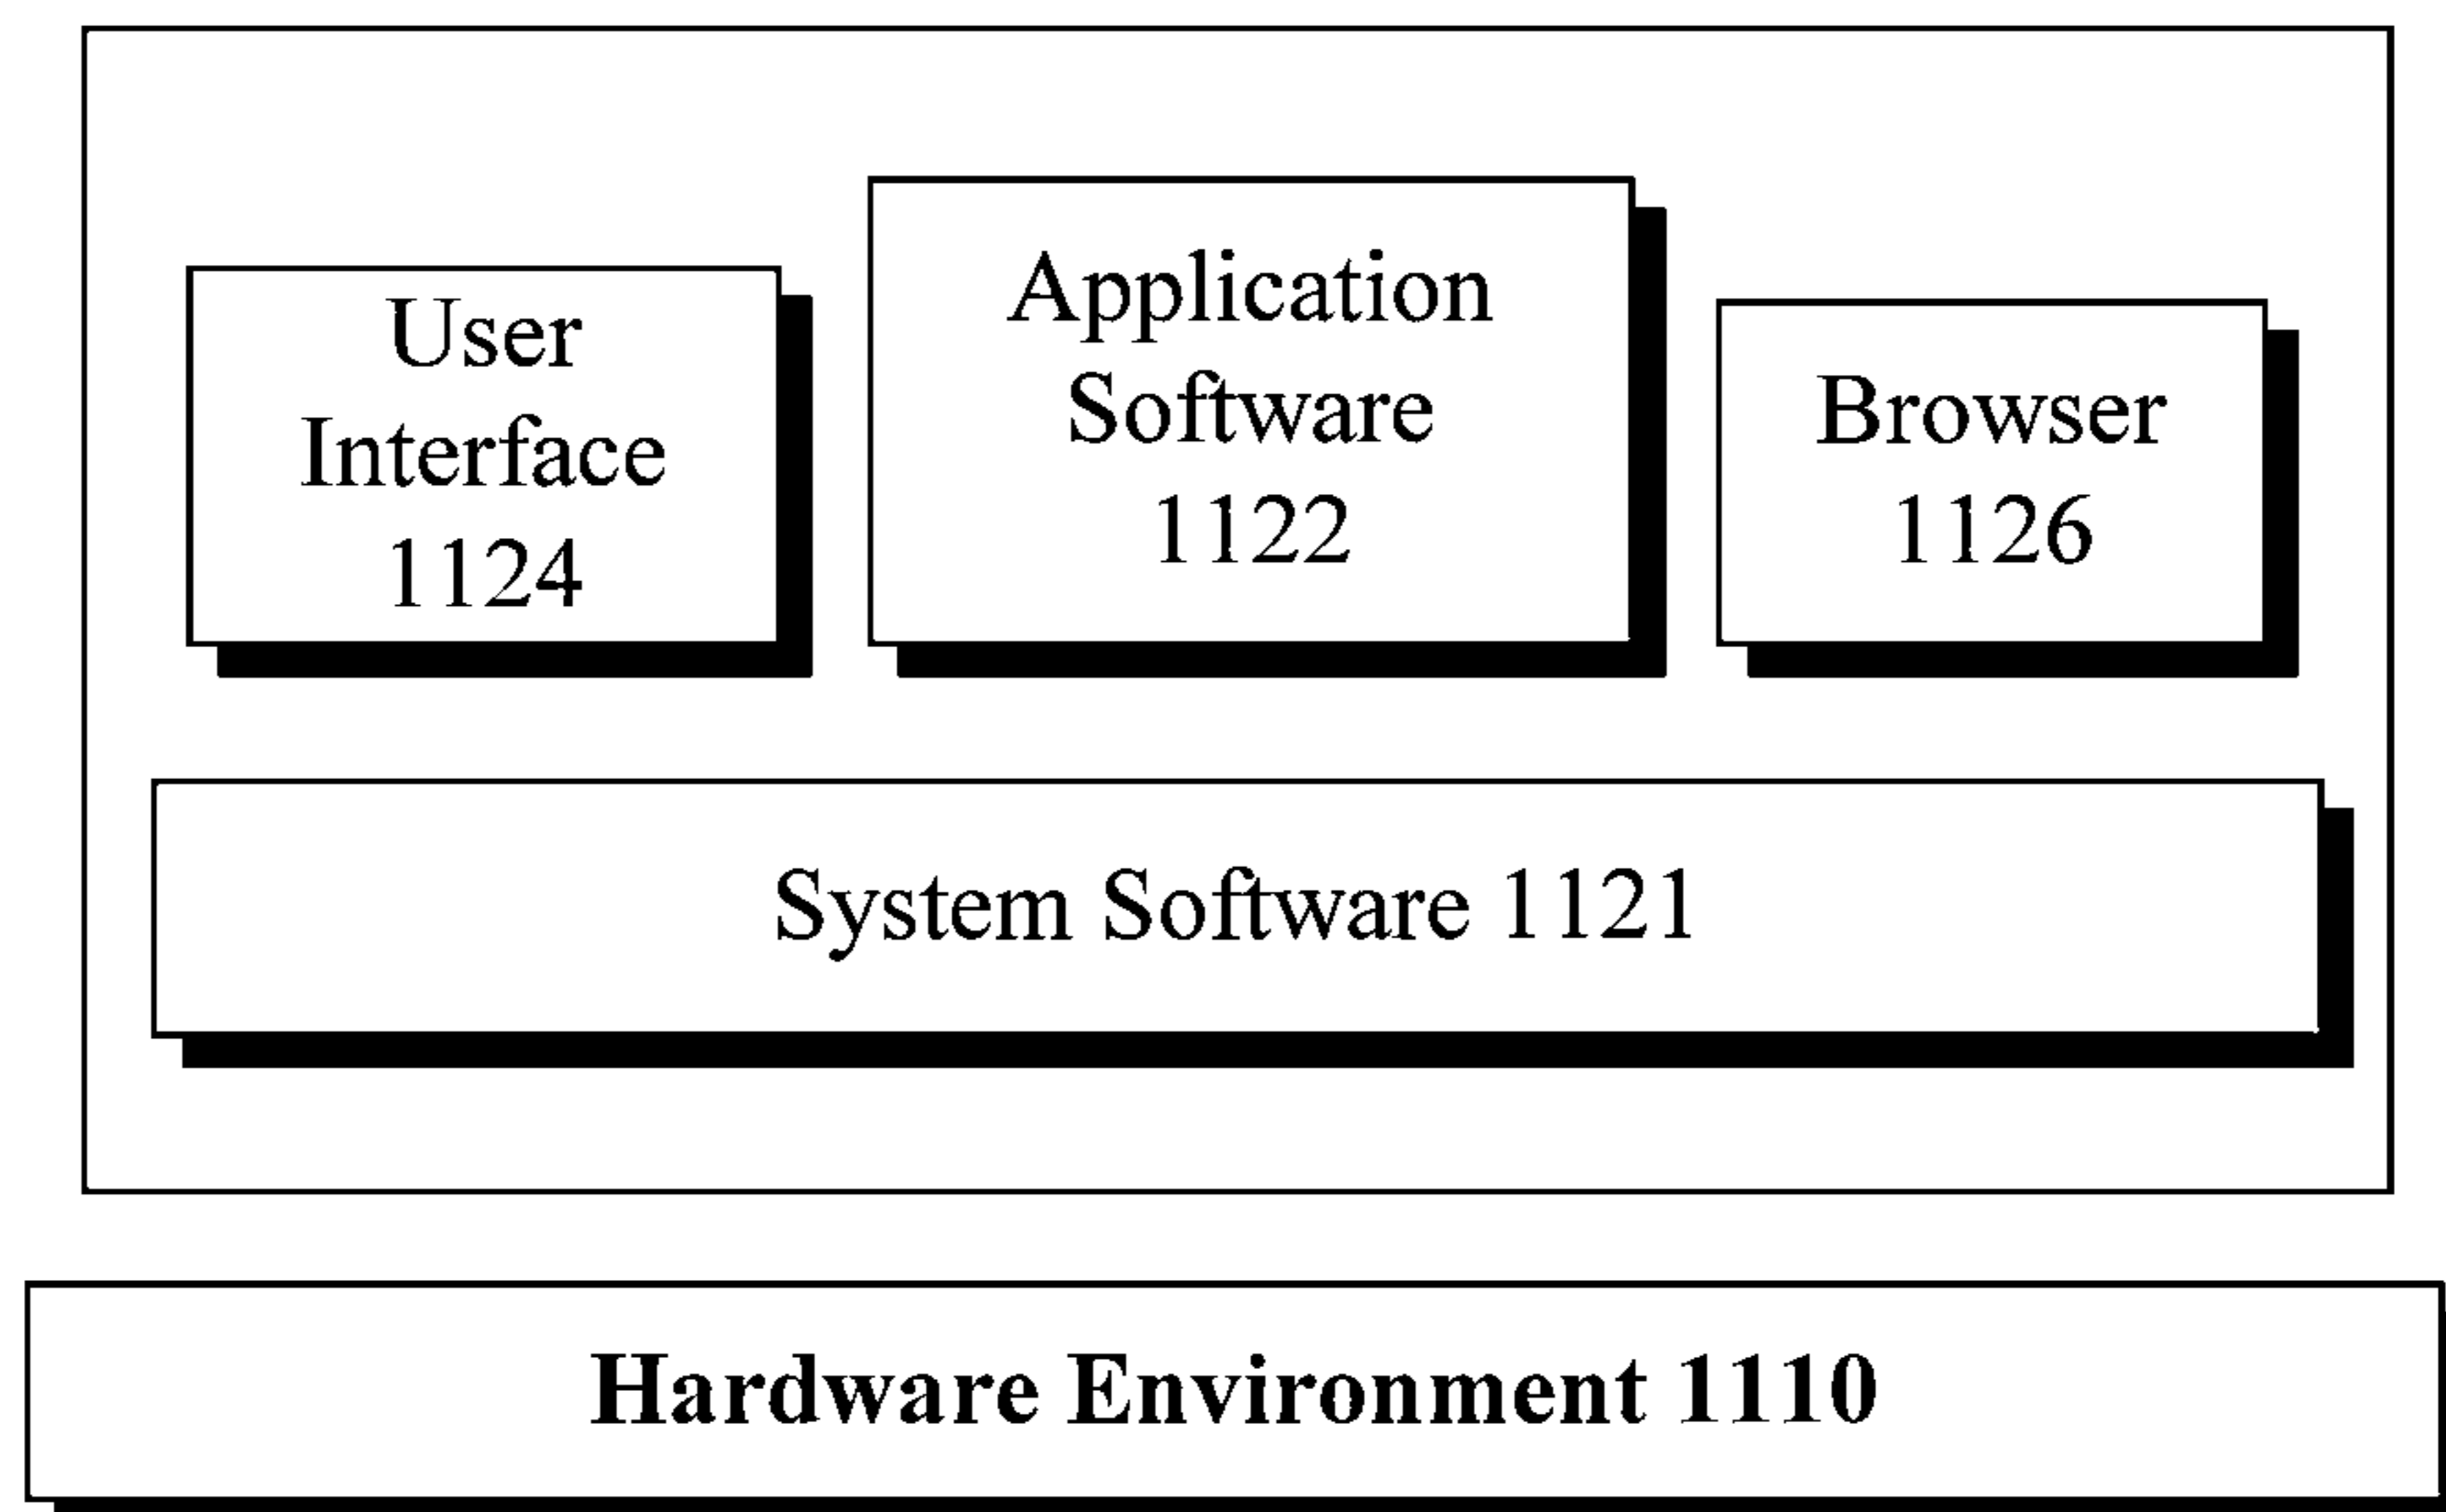 User
Interface
1124
Application
Software
1122
Browser
1126
System Software 1121
Hardware Environment 1110